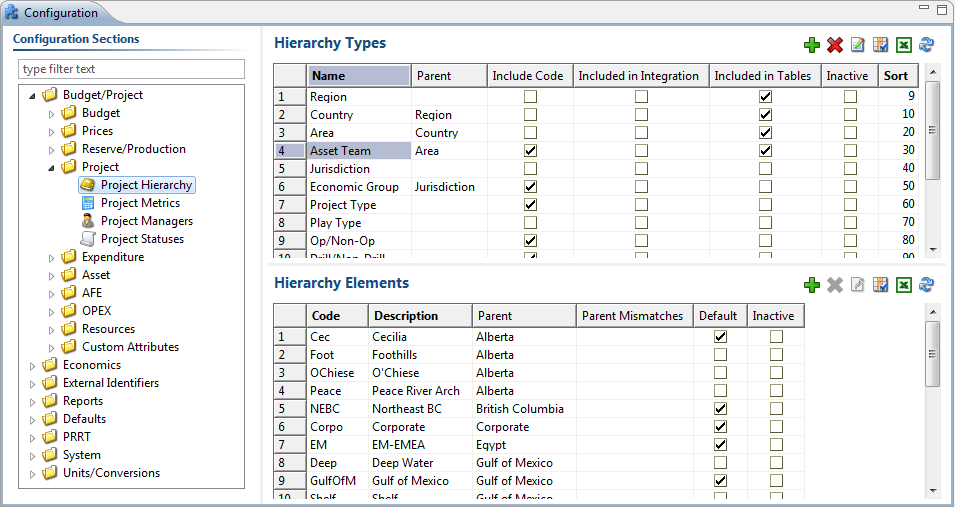 Configuration
Configuration Sections
type filter text
Budget/Project
Budget
Prices
Reserve/Production
Project
Project Hierarchy
Project Metrics
Project Managers
Project Statuses
Expenditure
Asset
AFE
OPEX
Resources
Custom Attributes
Economics
External Identifiers
Reports
Defaults
PRRT
System
Units/Conversions
Hierarchy Types
Name Parent Include Code Included in Integration Included in Tables Inactive Sort
1 Region 9
2 Country Region 10
3 Area Country 20
4 Asset Team Area 30
5 Jurisdiction 40
6 Economic Group Jurisdiction 50
7 Project Type 60
8 Play Type 70
9 Op/Non-Op 80
10 Drill/Non-Drill 90
Hierarchy Elements
Code Description Parent Parent Mismatches Default Inactive
1 Cec Cecilia Alberta
2 Foot Foothills Alberta
3 OChiese O'Chiese Alberta
4 Peace Peace River Arch Alberta
5 NEBC Northeast BC British Columbia
6 Corpo Corporate Corporate
7 EM EM-EMEA Egypt
8 Deep Deep Water Gulf of Mexico
9 GulfOfM Gulf of Mexico Gulf of Mexico
10 Shelf Shelf Gulf of Mexico